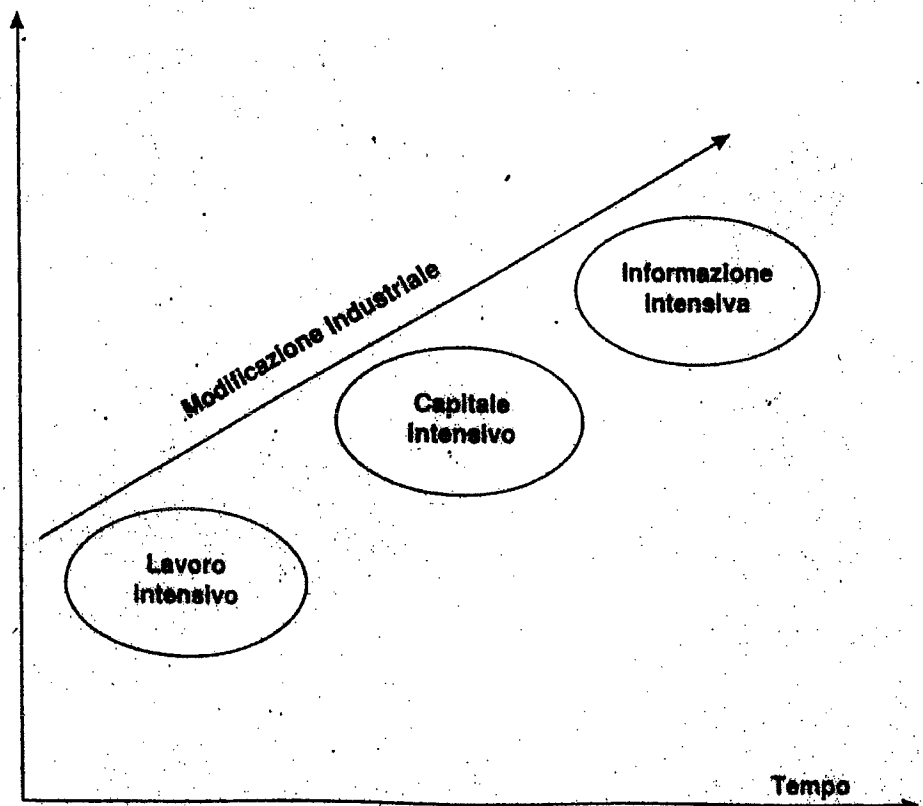 Modificazione Industriale
Informazione
intensiva
Capitale
Intensivo
Lavoro
intensivo
Tempo